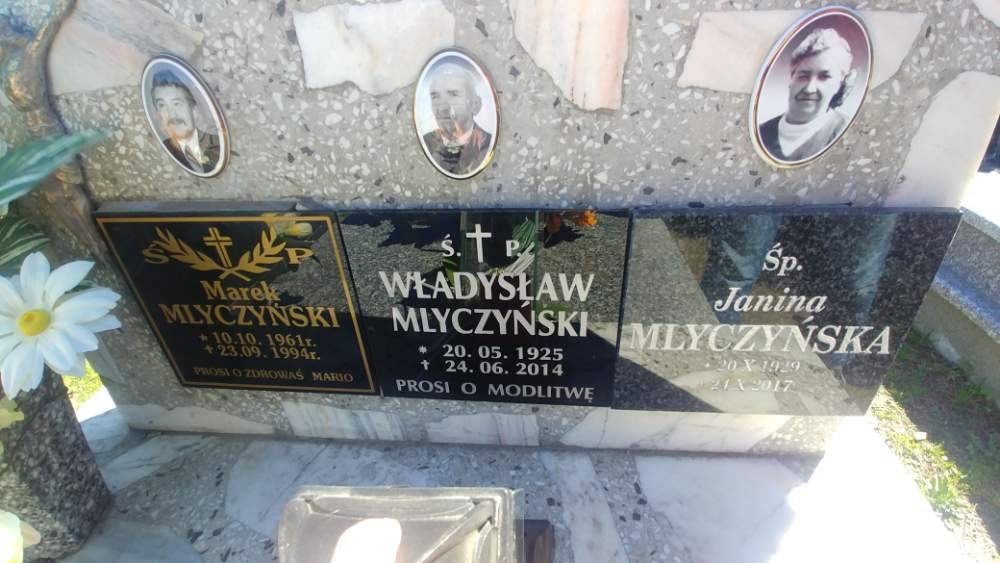 Ś P
Marek
MLYCZYŃSKI
* 10.10.1961r.
✝ 23.09.1994r.
PROSI O ZDROWAŚ MARIO
Ś. P.
WŁADYSŁAW
MLYCZYŃSKI
* 20. 05. 1925
† 24. 06. 2014
PROSI O MODLITWĘ
Śp.
Janina
MLYCZYŃSKA
* 20 X 1929
24 X 2017